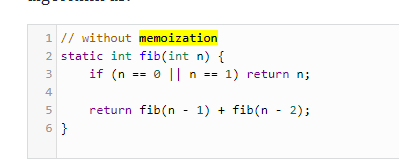 1 // without memoization
2 static int fib(int n) {
3     if (n == 0 || n == 1) return n;
4
5     return fib(n - 1) + fib(n - 2);
6 }